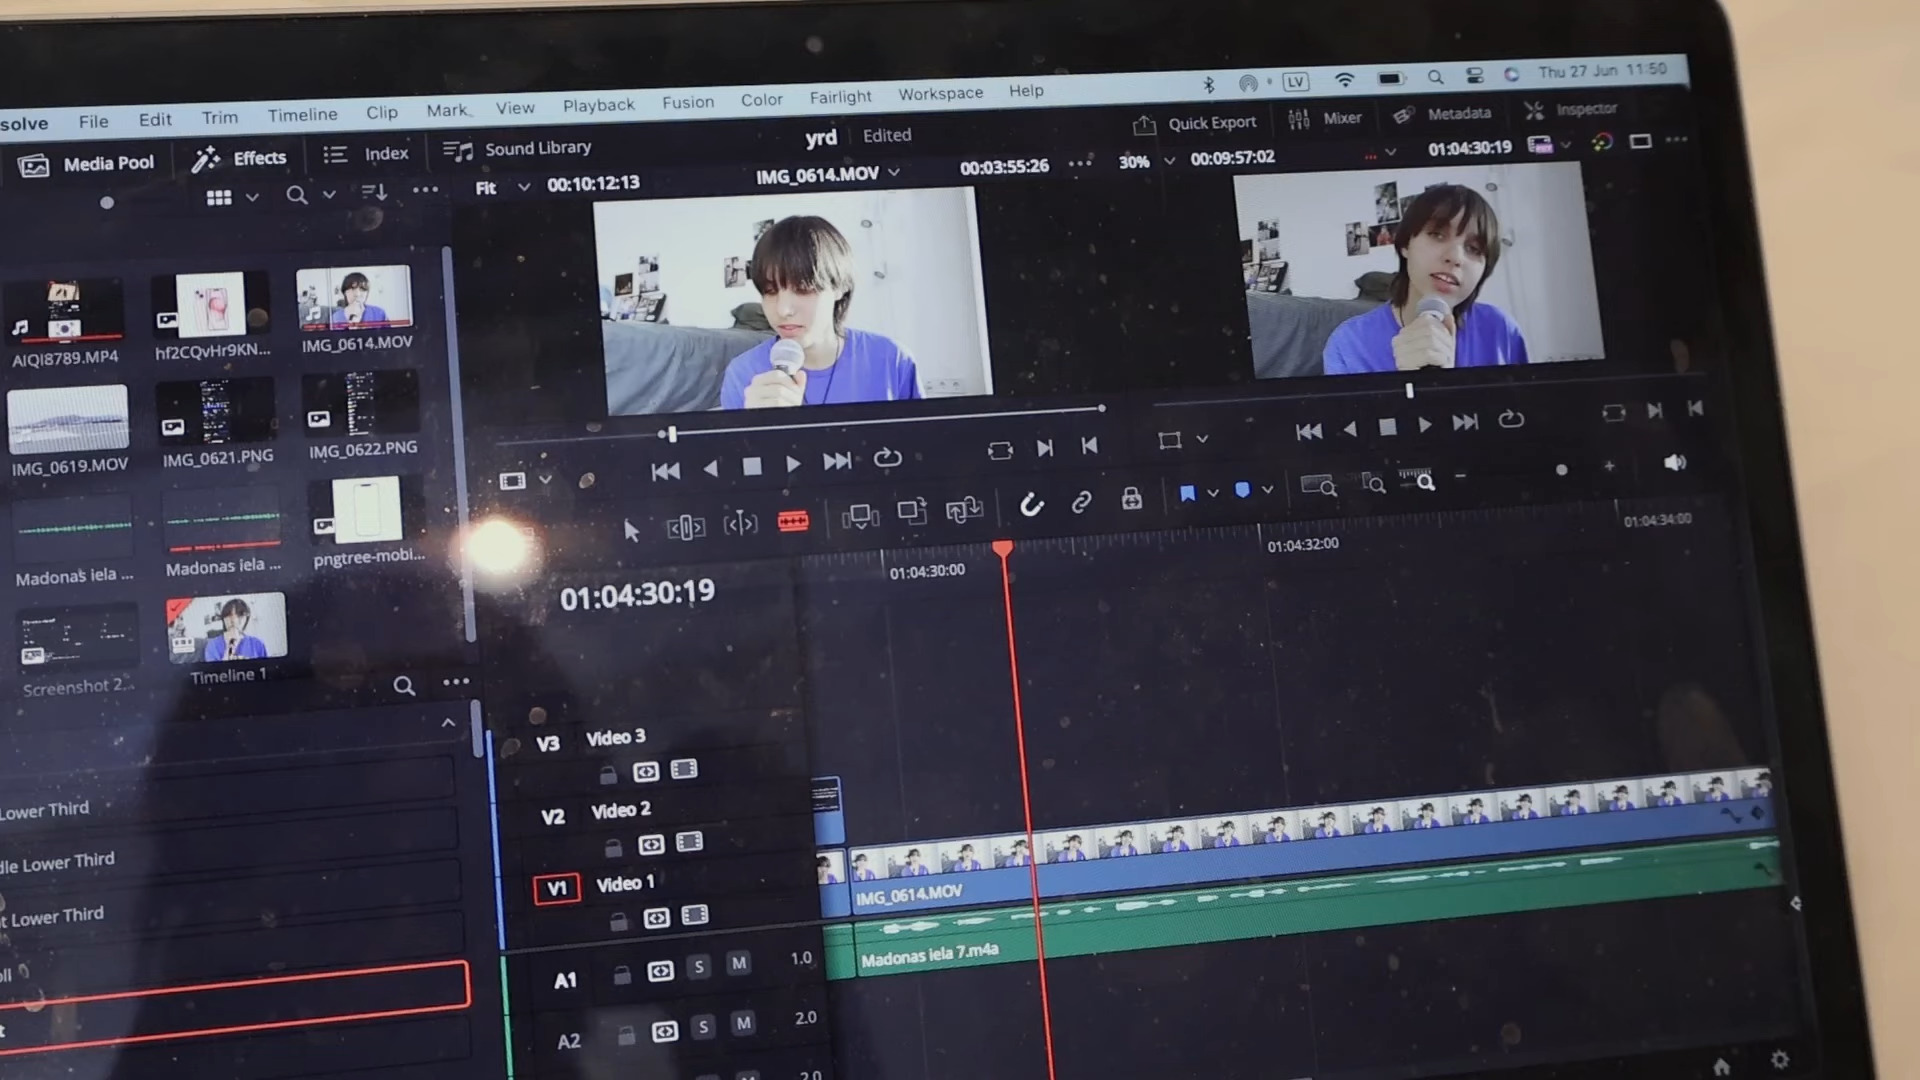 solve File Edit Trim Timeline Clip Mark View Playback Fusion Color Fairlight Workspace Help LV Thu 27 Jun 11:50
Media Pool Effects Index Sound Library yrd Edited Quick Export Mixer Metadata Inspector
Fit 00:10:12:13 IMG_0614.MOV 00:03:55:26 30% 00:09:57:02 01:04:30:19
AIQI8789.MP4 hf2CQvHr9KN... IMG_0614.MOV
IMG_0619.MOV IMG_0621.PNG IMG_0622.PNG
Madonas iela ... Madonas iela ... pngtree-mobi...
Screenshot 2... Timeline 1
01:04:30:19 01:04:30:00 01:04:32:00 01:04:34:00
V3 Video 3
V2 Video 2
V1 Video 1
IMG_0614.MOV
Lower Third
dle Lower Third
t Lower Third
oll
t
A1 S M 1.0
Madonas iela 7.m4a
A2 S M 2.0
M 2.0